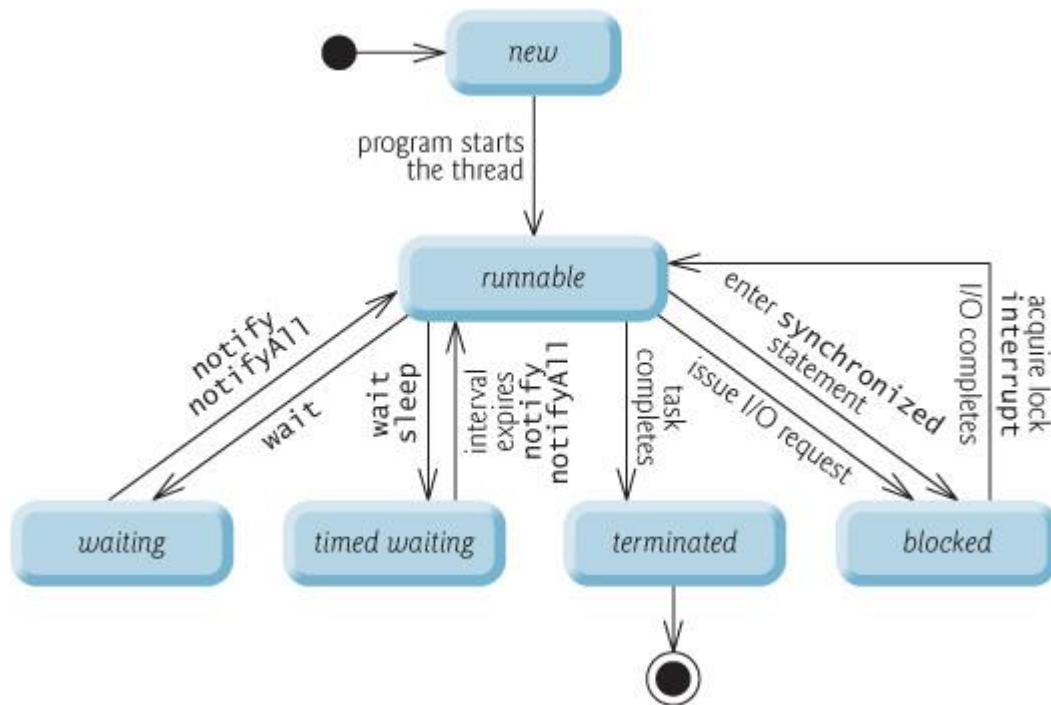 new
program starts
the thread
runnable
notify
notifyAll
wait
wait
sleep
interval
expires
notify
notifyAll
task
completes
issue I/O request
enter synchronized
statement
acquire lock
interrupt
I/O completes
waiting
timed waiting
terminated
blocked